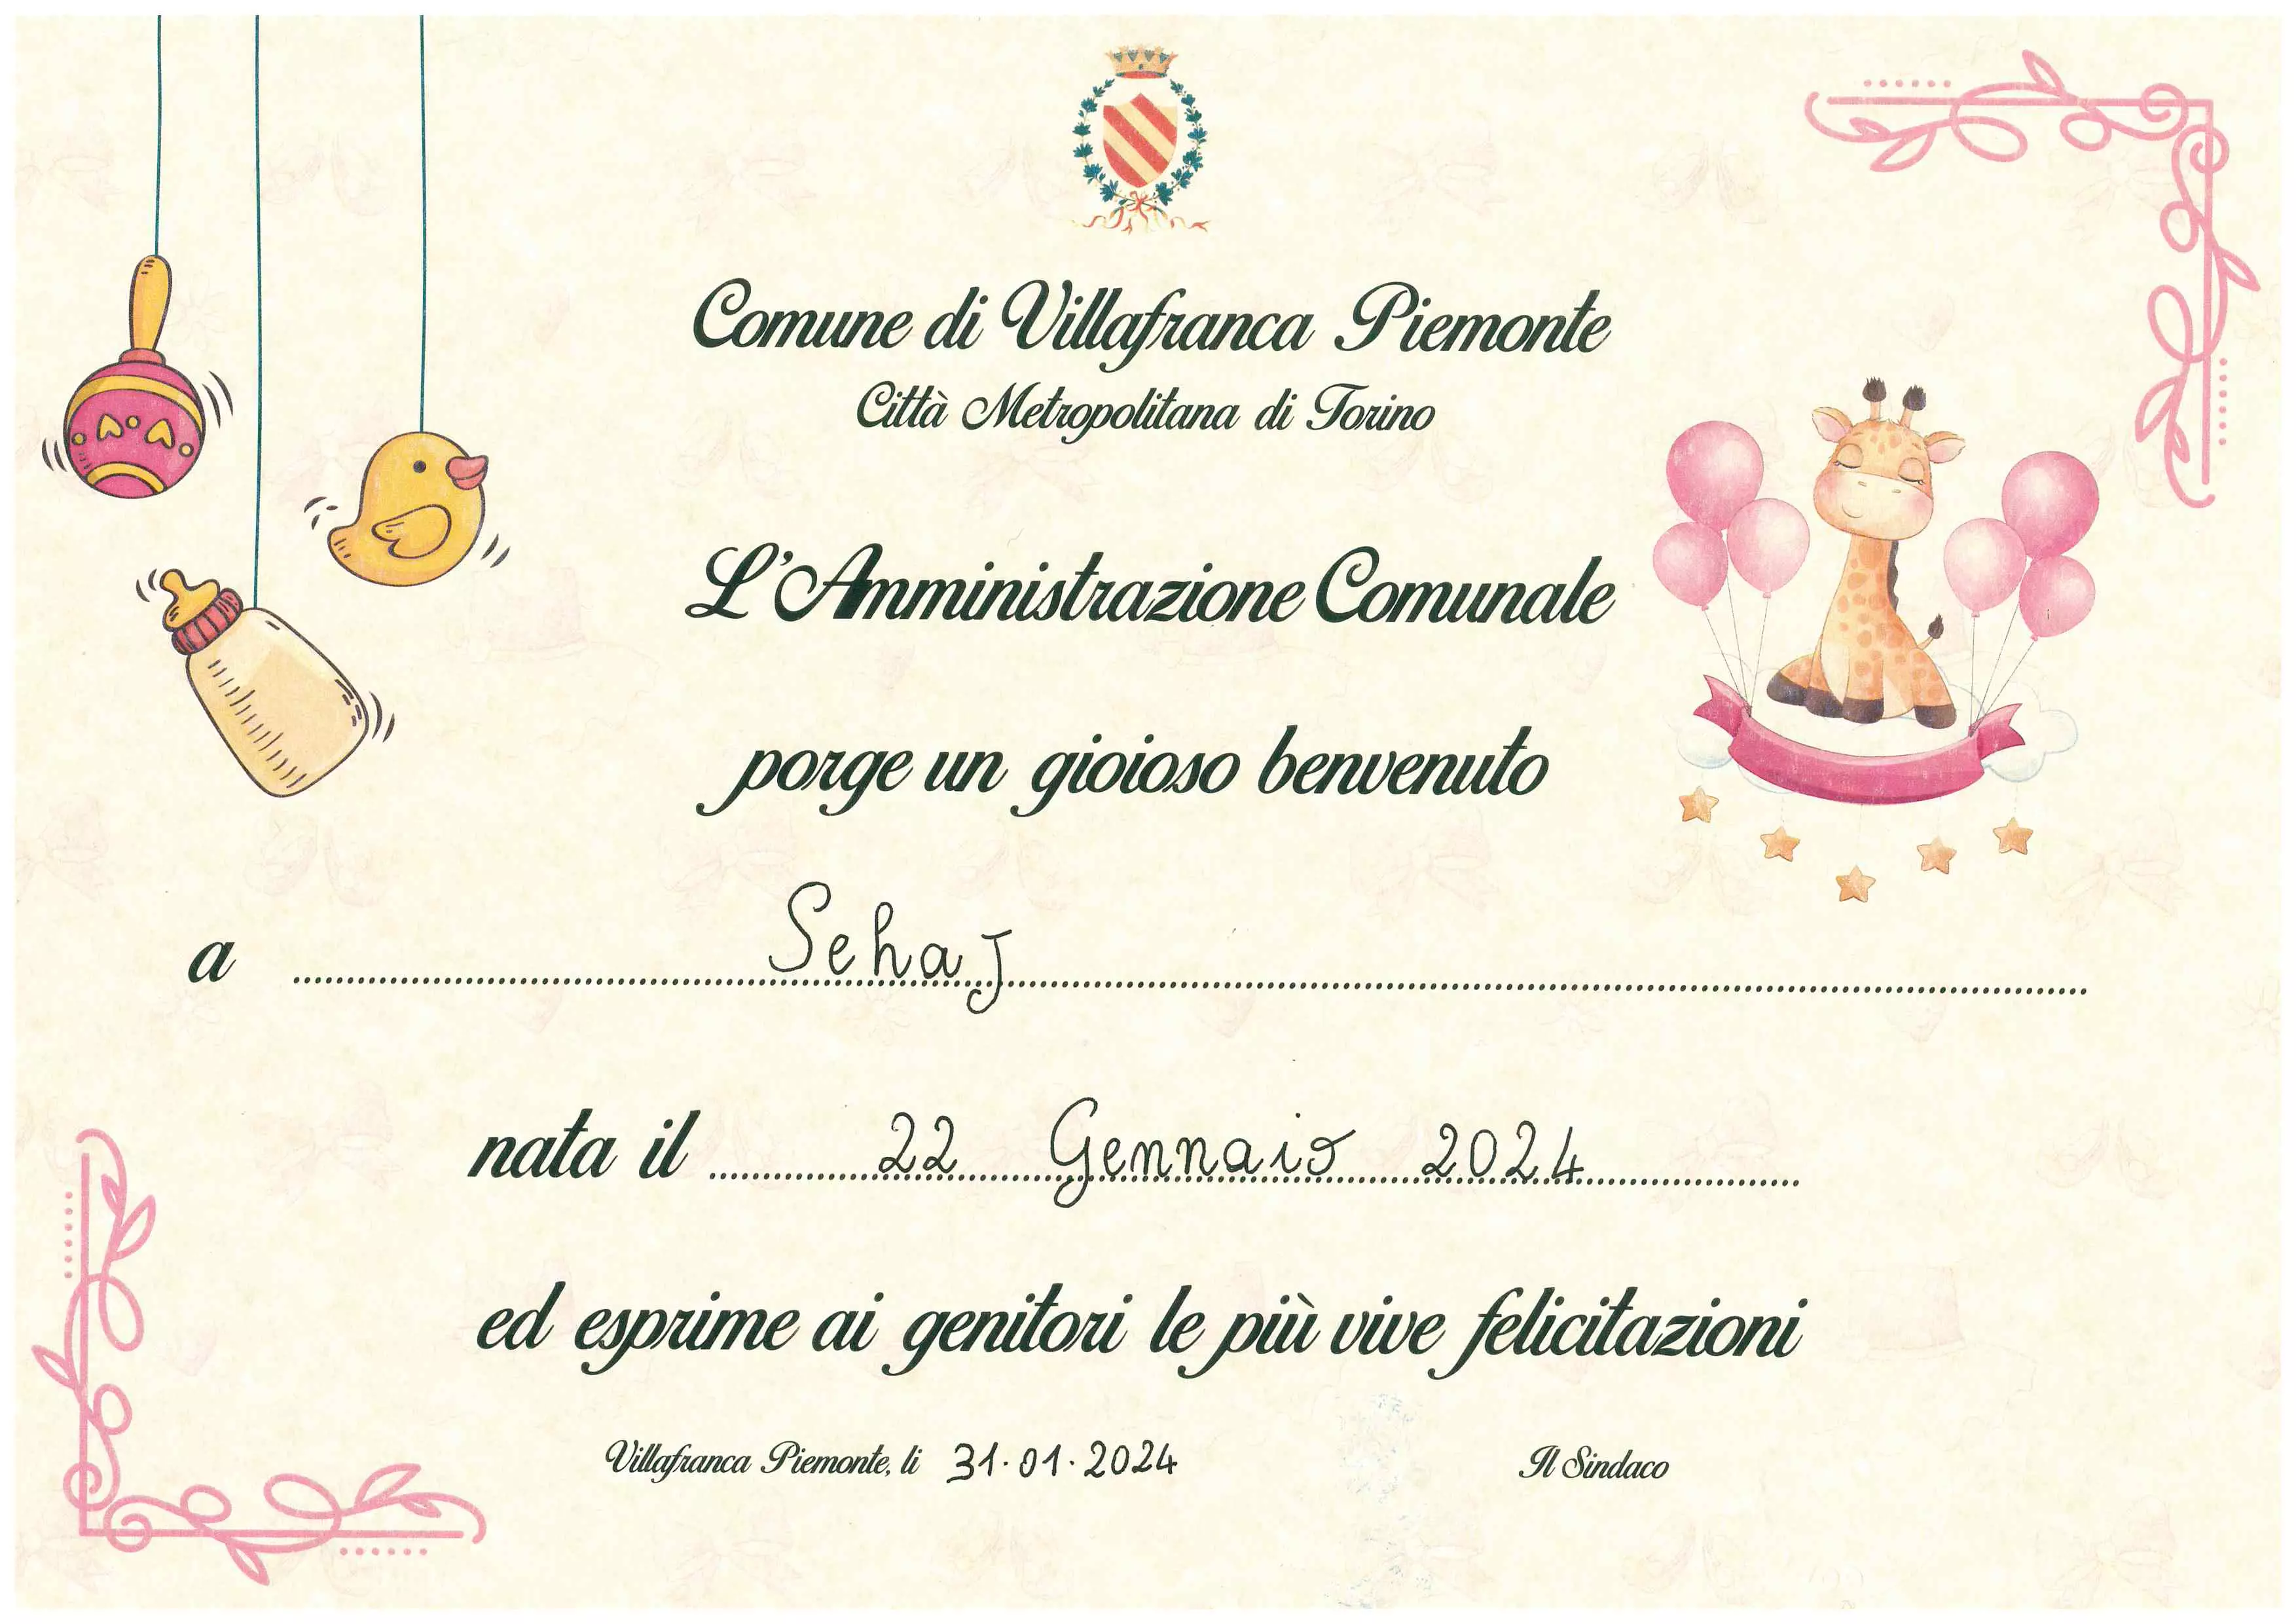 Comune di Villafranca Piemonte
Città Metropolitana di Torino
L'Amministrazione Comunale
porge un gioioso benvenuto
a Sehaj
nata il 22 Gennaio 2024
ed esprime ai genitori le più vive felicitazioni
Villafranca Piemonte, li 31.01.2024 Il Sindaco